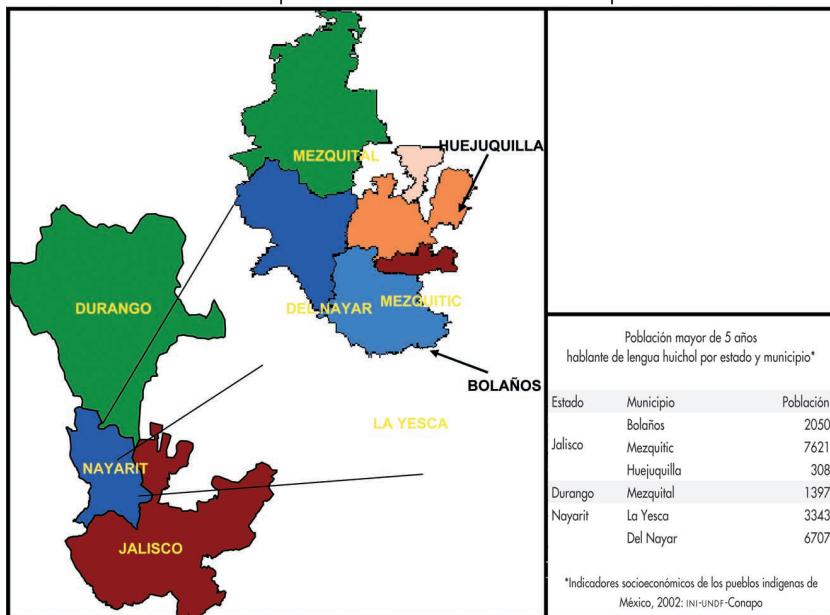 MEZQUITAL
HUEJUQUILLA
DURANGO
DEL NAYAR
MEZQUITIC
BOLAÑOS
LA YESCA
NAYARIT
JALISCO
Población mayor de 5 años
hablante de lengua huichol por estado y municipio*
Estado Municipio Población
Bolaños 2050
Jalisco Mezquitic 7621
Huejuquilla 308
Durango Mezquital 1397
Nayarit La Yesca 3343
Del Nayar 6707
*Indicadores socioeconómicos de los pueblos indígenas de
México, 2002: INI-UNDF-Conapo